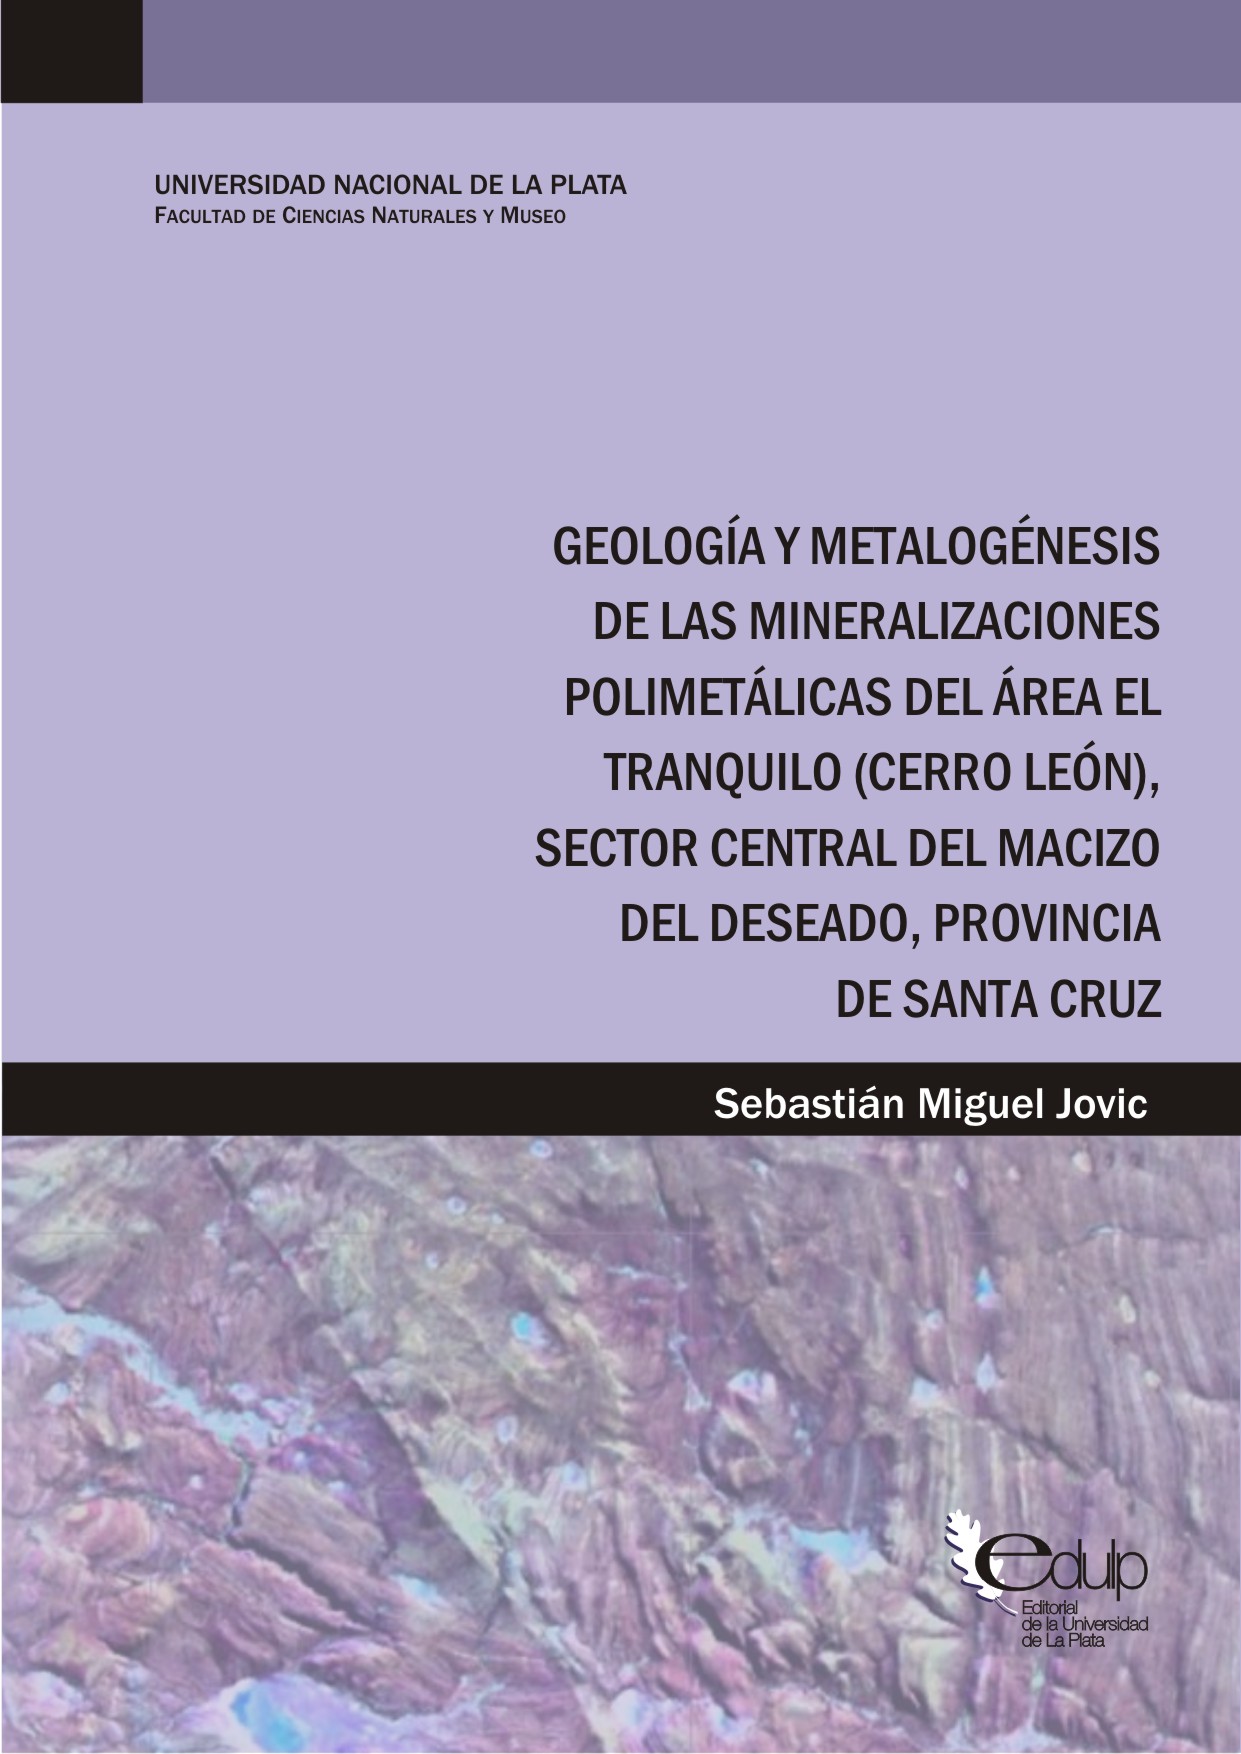 UNIVERSIDAD NACIONAL DE LA PLATA
FACULTAD DE CIENCIAS NATURALES Y MUSEO
GEOLOGÍA Y METALOGÉNESIS
DE LAS MINERALIZACIONES
POLIMETÁLICAS DEL ÁREA EL
TRANQUILO (CERRO LEÓN),
SECTOR CENTRAL DEL MACIZO
DEL DESEADO, PROVINCIA
DE SANTA CRUZ
Sebastián Miguel Jovic
edulp
Editorial
de la Universidad
de La Plata